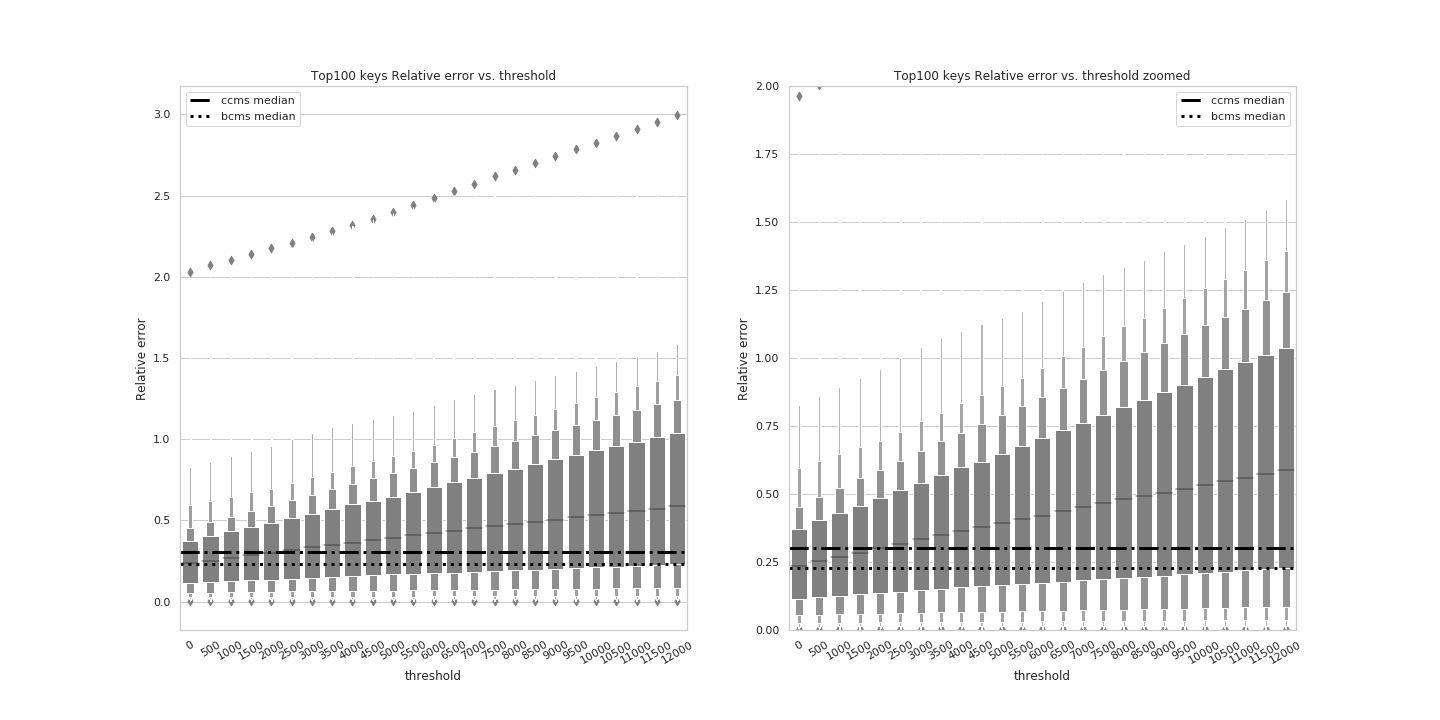 Top100 keys Relative error vs. threshold
ccms median
bcms median
3.0
2.5
2.0
1.5
1.0
0.5
0.0
Relative error
0 500 1000 1500 2000 2500 3000 3500 4000 4500 5000 5500 6000 6500 7000 7500 8000 8500 9000 9500 10000 10500 11000 11500 12000
threshold
Top100 keys Relative error vs. threshold zoomed
ccms median
bcms median
2.00
1.75
1.50
1.25
1.00
0.75
0.50
0.25
0.00
Relative error
0 500 1000 1500 2000 2500 3000 3500 4000 4500 5000 5500 6000 6500 7000 7500 8000 8500 9000 9500 10000 10500 11000 11500 12000
threshold